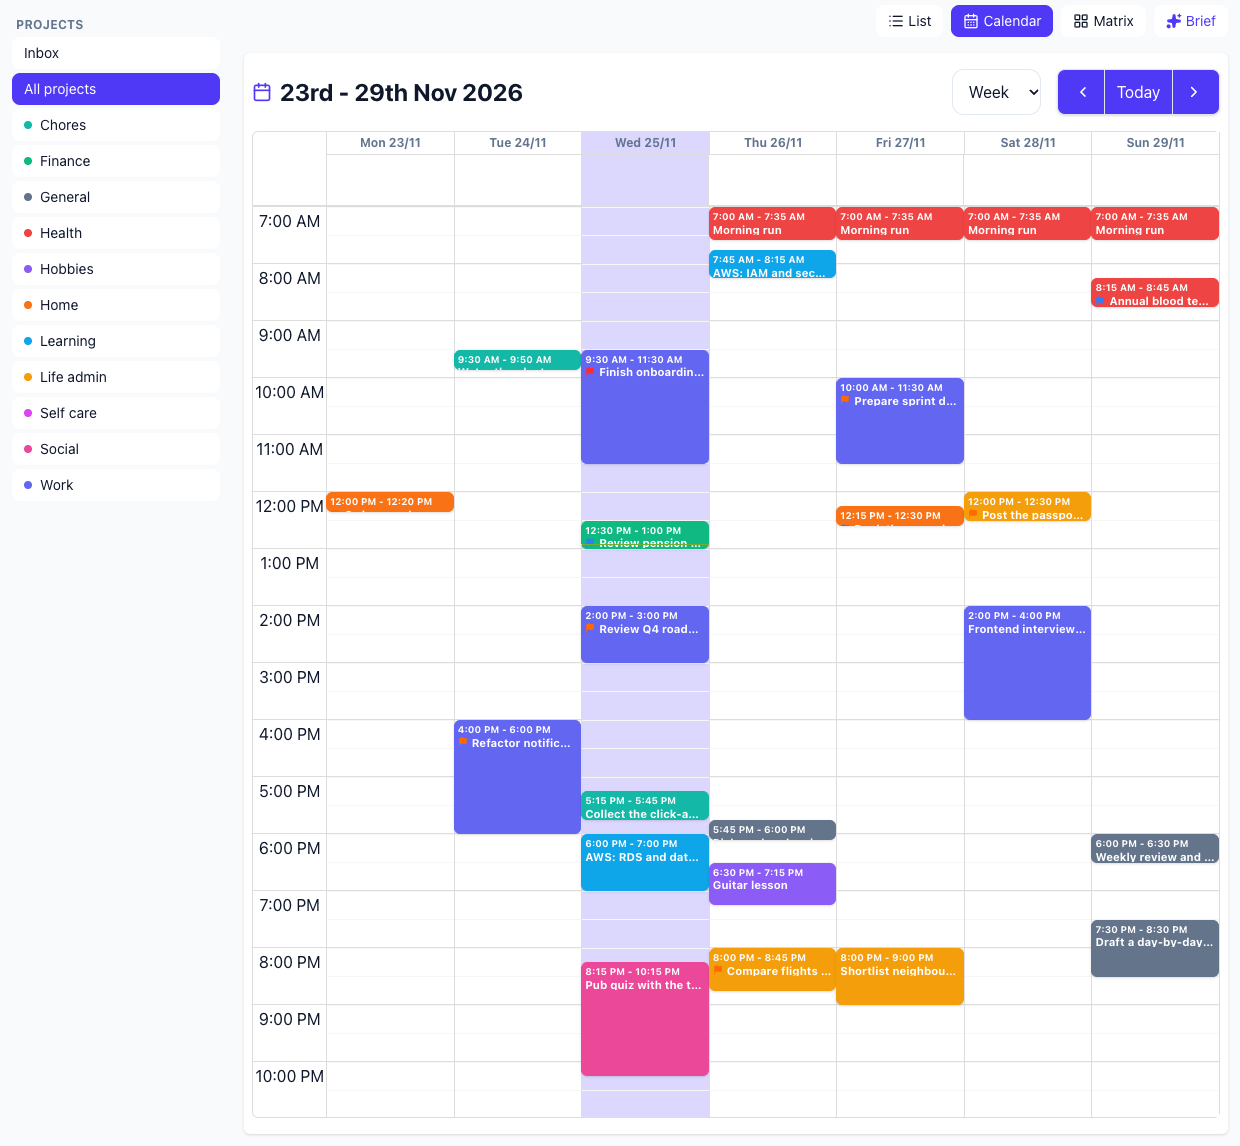 PROJECTS
Inbox
All projects
Chores
Finance
General
Health
Hobbies
Home
Learning
Life admin
Self care
Social
Work
List
Calendar
Matrix
Brief
23rd - 29th Nov 2026
Week
Today
Mon 23/11
Tue 24/11
Wed 25/11
Thu 26/11
Fri 27/11
Sat 28/11
Sun 29/11
7:00 AM
8:00 AM
9:00 AM
10:00 AM
11:00 AM
12:00 PM
1:00 PM
2:00 PM
3:00 PM
4:00 PM
5:00 PM
6:00 PM
7:00 PM
8:00 PM
9:00 PM
10:00 PM
12:00 PM - 12:20 PM
9:30 AM - 9:50 AM
4:00 PM - 6:00 PM
Refactor notific...
9:30 AM - 11:30 AM
Finish onboardin...
12:30 PM - 1:00 PM
Review pension ...
2:00 PM - 3:00 PM
Review Q4 road...
5:15 PM - 5:45 PM
Collect the click-a...
6:00 PM - 7:00 PM
AWS: RDS and dat...
8:15 PM - 10:15 PM
Pub quiz with the t...
7:00 AM - 7:35 AM
Morning run
7:45 AM - 8:15 AM
AWS: IAM and sec...
5:45 PM - 6:00 PM
6:30 PM - 7:15 PM
Guitar lesson
8:00 PM - 8:45 PM
Compare flights ...
7:00 AM - 7:35 AM
Morning run
10:00 AM - 11:30 AM
Prepare sprint d...
12:15 PM - 12:30 PM
8:00 PM - 9:00 PM
Shortlist neighbou...
7:00 AM - 7:35 AM
Morning run
12:00 PM - 12:30 PM
Post the passpo...
2:00 PM - 4:00 PM
Frontend interview...
7:00 AM - 7:35 AM
Morning run
8:15 AM - 8:45 AM
Annual blood te...
6:00 PM - 6:30 PM
Weekly review and ...
7:30 PM - 8:30 PM
Draft a day-by-day...